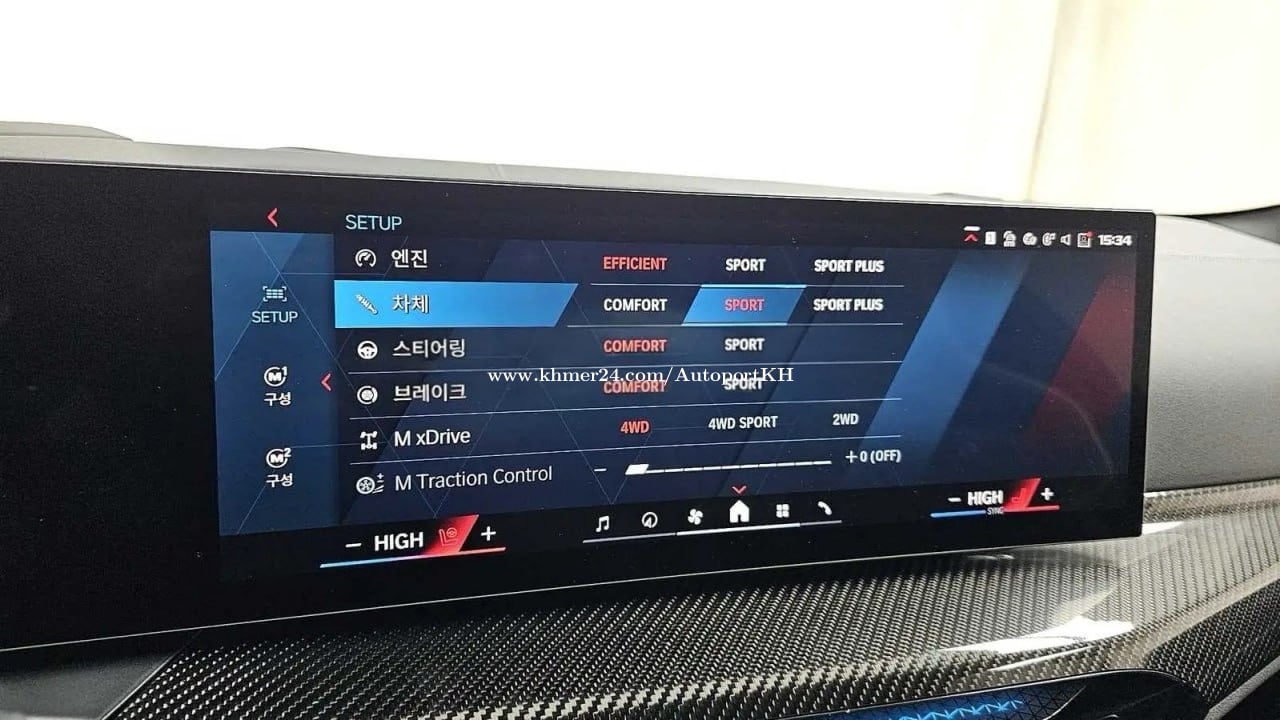 SETUP
15:34
엔진 EFFICIENT SPORT SPORT PLUS
SETUP
차체 COMFORT SPORT SPORT PLUS
스티어링 COMFORT SPORT
www.khmer24.com/AutoportKH
M1
구성
브레이크 COMFORT SPORT
M xDrive 4WD 4WD SPORT 2WD
M2
구성
M Traction Control − + 0 (OFF)
− HIGH +
− HIGH +
SYNC